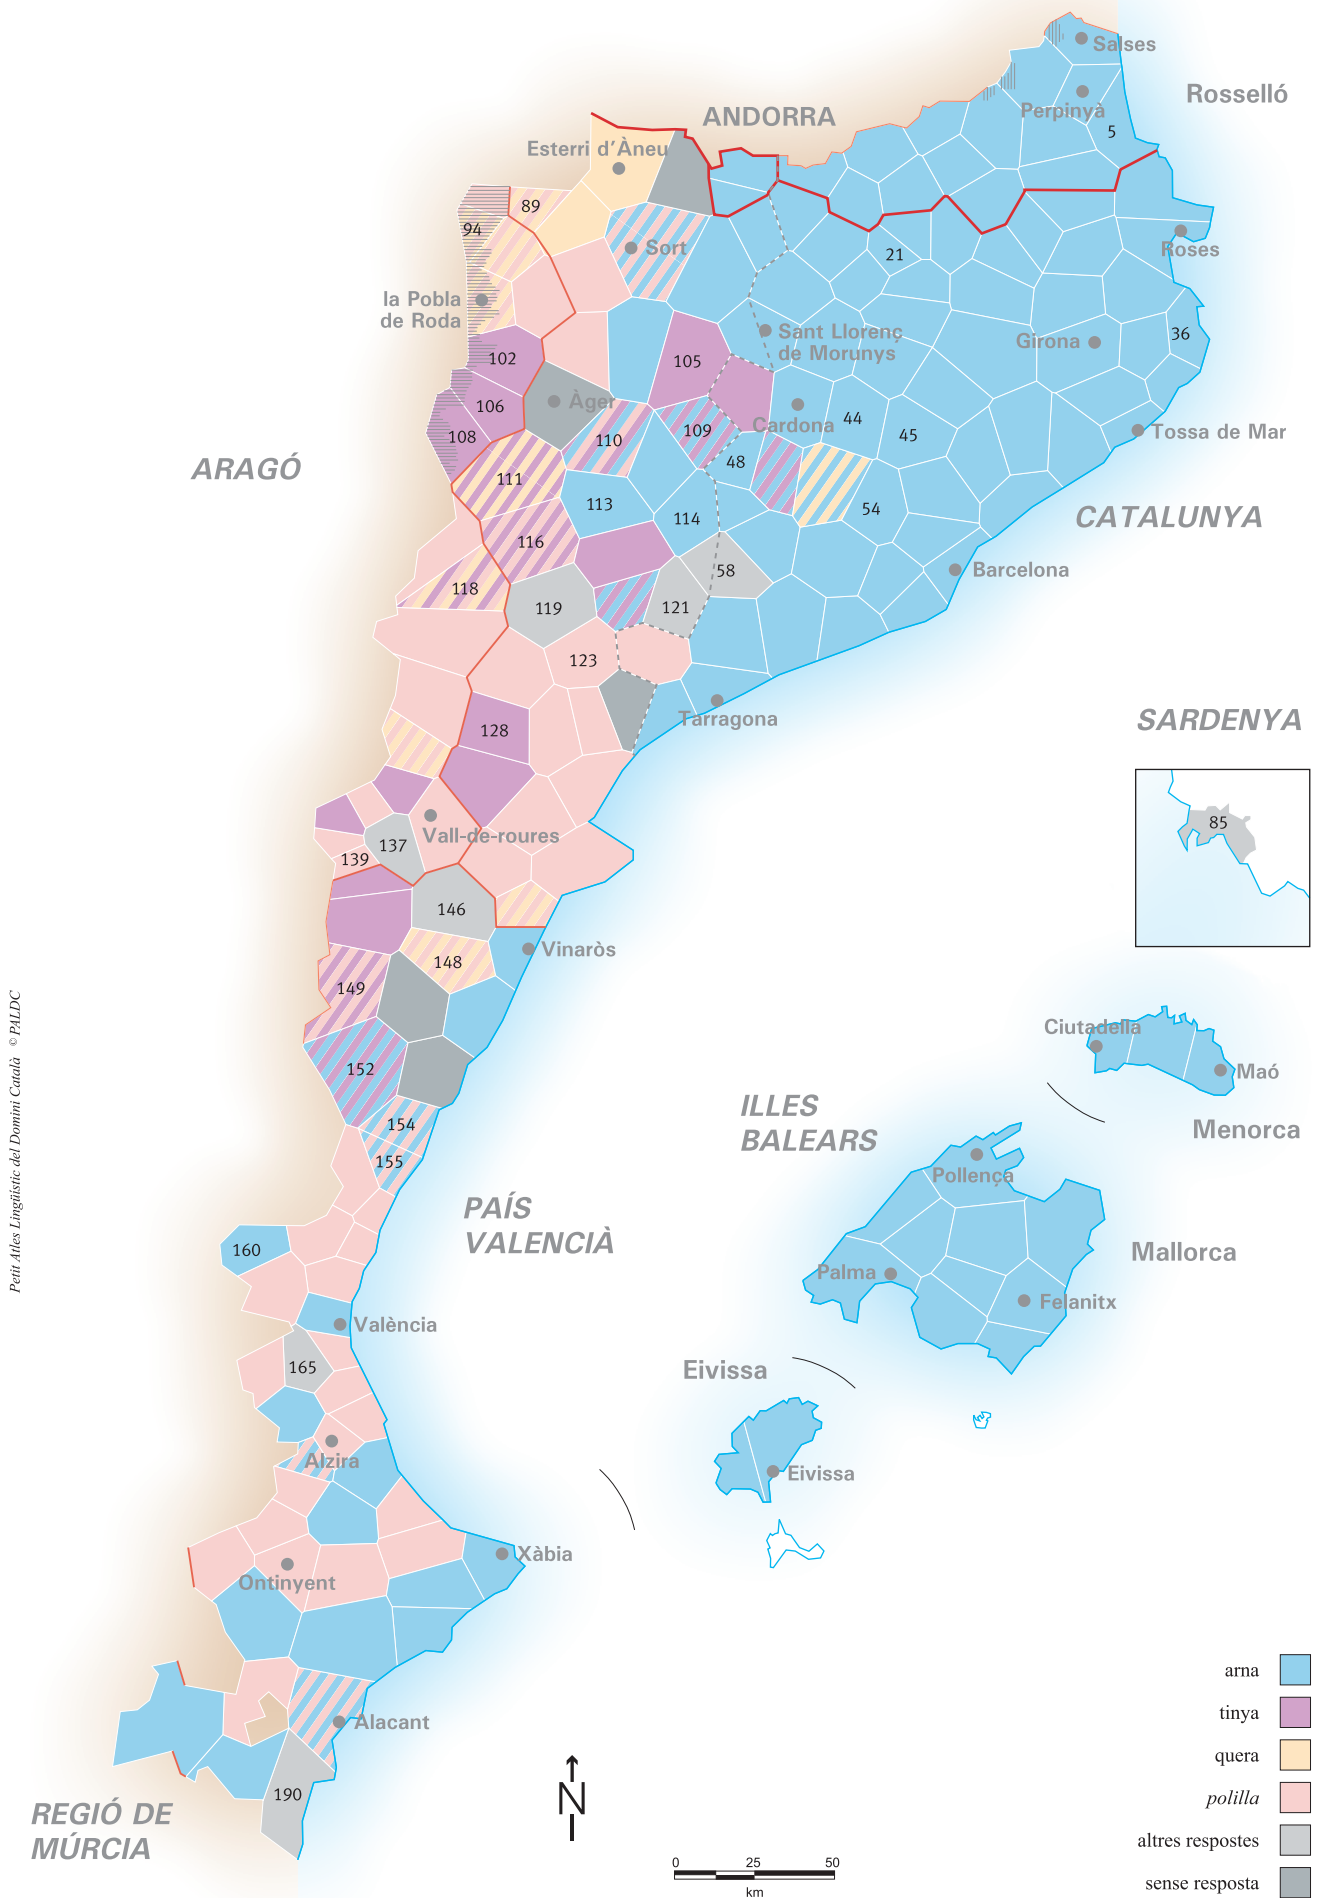 Salses
Rosselló
Perpinyà
5
ANDORRA
Esterri d'Àneu
89
94
Sort
21
Roses
la Pobla
de Roda
Sant Llorenç
de Morunys
Girona
36
102
105
106
Àger
Cardona
44
45
Tossa de Mar
108
110
109
48
ARAGÓ
111
113
114
54
CATALUNYA
116
58
Barcelona
118
119
121
123
128
Tarragona
SARDENYA
85
Vall-de-roures
137
139
146
Vinaròs
148
149
152
154
155
Ciutadella
Maó
Menorca
ILLES
BALEARS
Pollença
Mallorca
Palma
Felanitx
PAÍS
VALENCIÀ
160
València
165
Eivissa
Eivissa
Alzira
Xàbia
Ontinyent
Alacant
190
REGIÓ DE
MÚRCIA
N
0 25 50
km
arna
tinya
quera
polilla
altres respostes
sense resposta
Petit Atles Lingüístic del Domini Català © PALDC